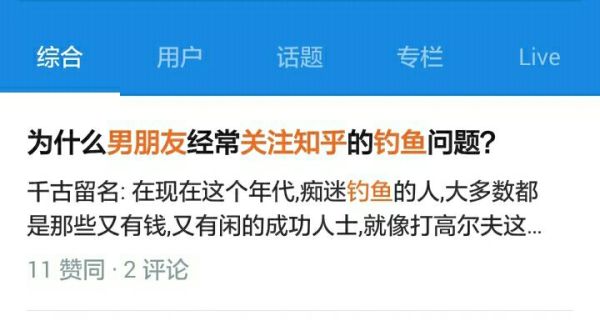 综合 用户 话题 专栏 Live
为什么男朋友经常关注知乎的钓鱼问题?
千古留名: 在现在这个年代,痴迷钓鱼的人,大多数都
是那些又有钱,又有闲的成功人士,就像打高尔夫这...
11 赞同 · 2 评论